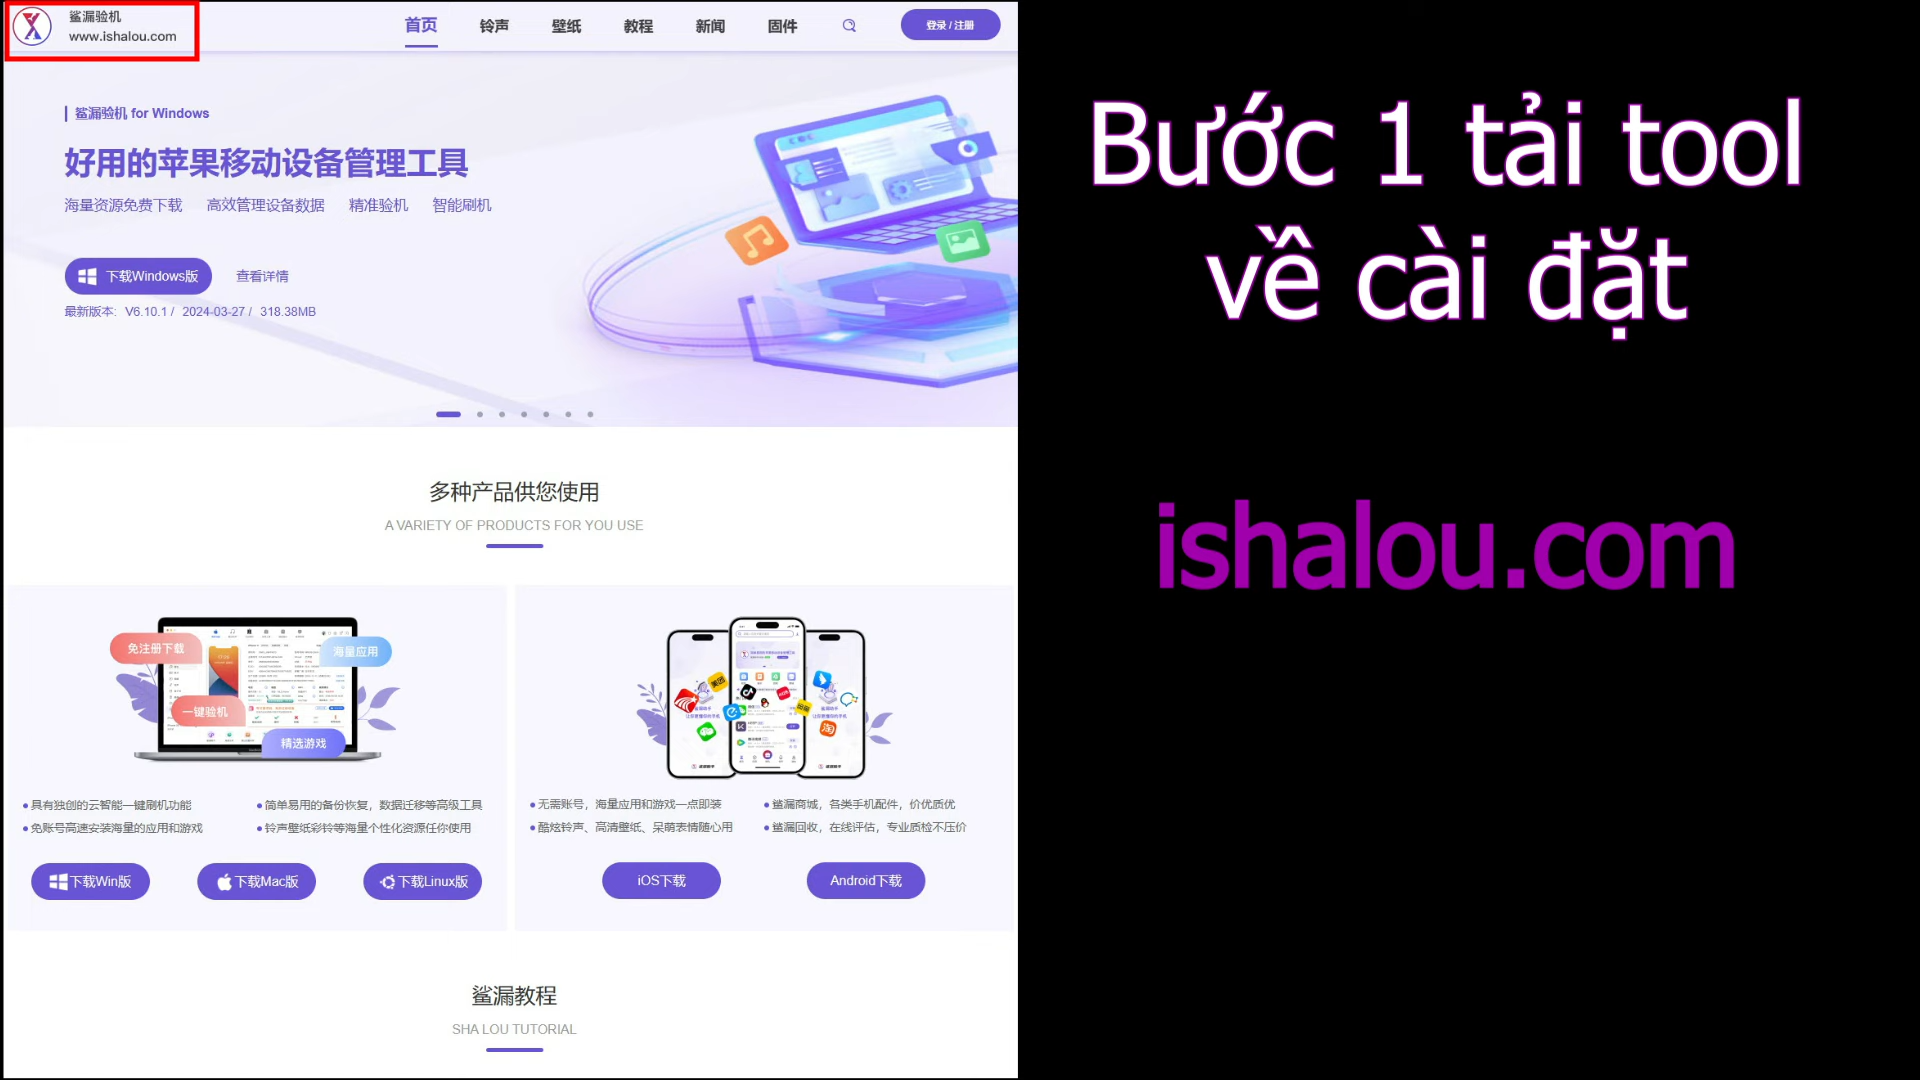 鲨漏验机
www.ishalou.com
首页
铃声
壁纸
教程
新闻
固件
登录 / 注册
鲨漏验机 for Windows
好用的苹果移动设备管理工具
海量资源免费下载 高效管理设备数据 精准验机 智能刷机
下载Windows版
查看详情
最新版本: V6.10.1 / 2024-03-27 / 318.38MB
多种产品供您使用
A VARIETY OF PRODUCTS FOR YOU USE
免注册下载
海量应用
一键验机
精选游戏
具有独创的云智能一键刷机功能
简单易用的备份恢复，数据迁移等高级工具
免账号高速安装海量的应用和游戏
铃声壁纸彩铃等海量个性化资源任你使用
下载Win版
下载Mac版
下载Linux版
无需账号，海量应用和游戏一点即装
鲨漏商城，各类手机配件，价优质优
酷炫铃声、高清壁纸、呆萌表情随心用
鲨漏回收，在线评估，专业质检不压价
iOS下载
Android下载
鲨漏教程
SHA LOU TUTORIAL
Bước 1 tải tool
về cài đặt
ishalou.com